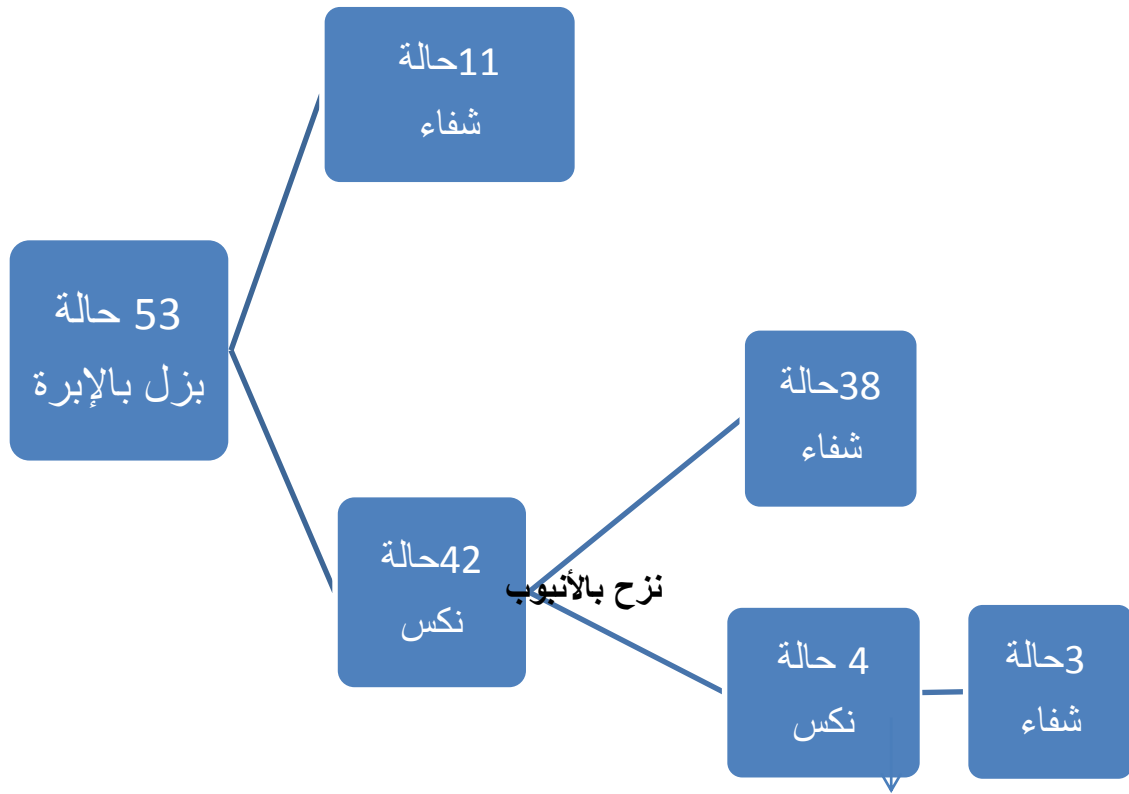 11حالة
شفاء
53 حالة
بزل بالإبرة
38حالة
شفاء
42حالة
نكس
نزح بالأنبوب
4 حالة
نكس
3حالة
شفاء